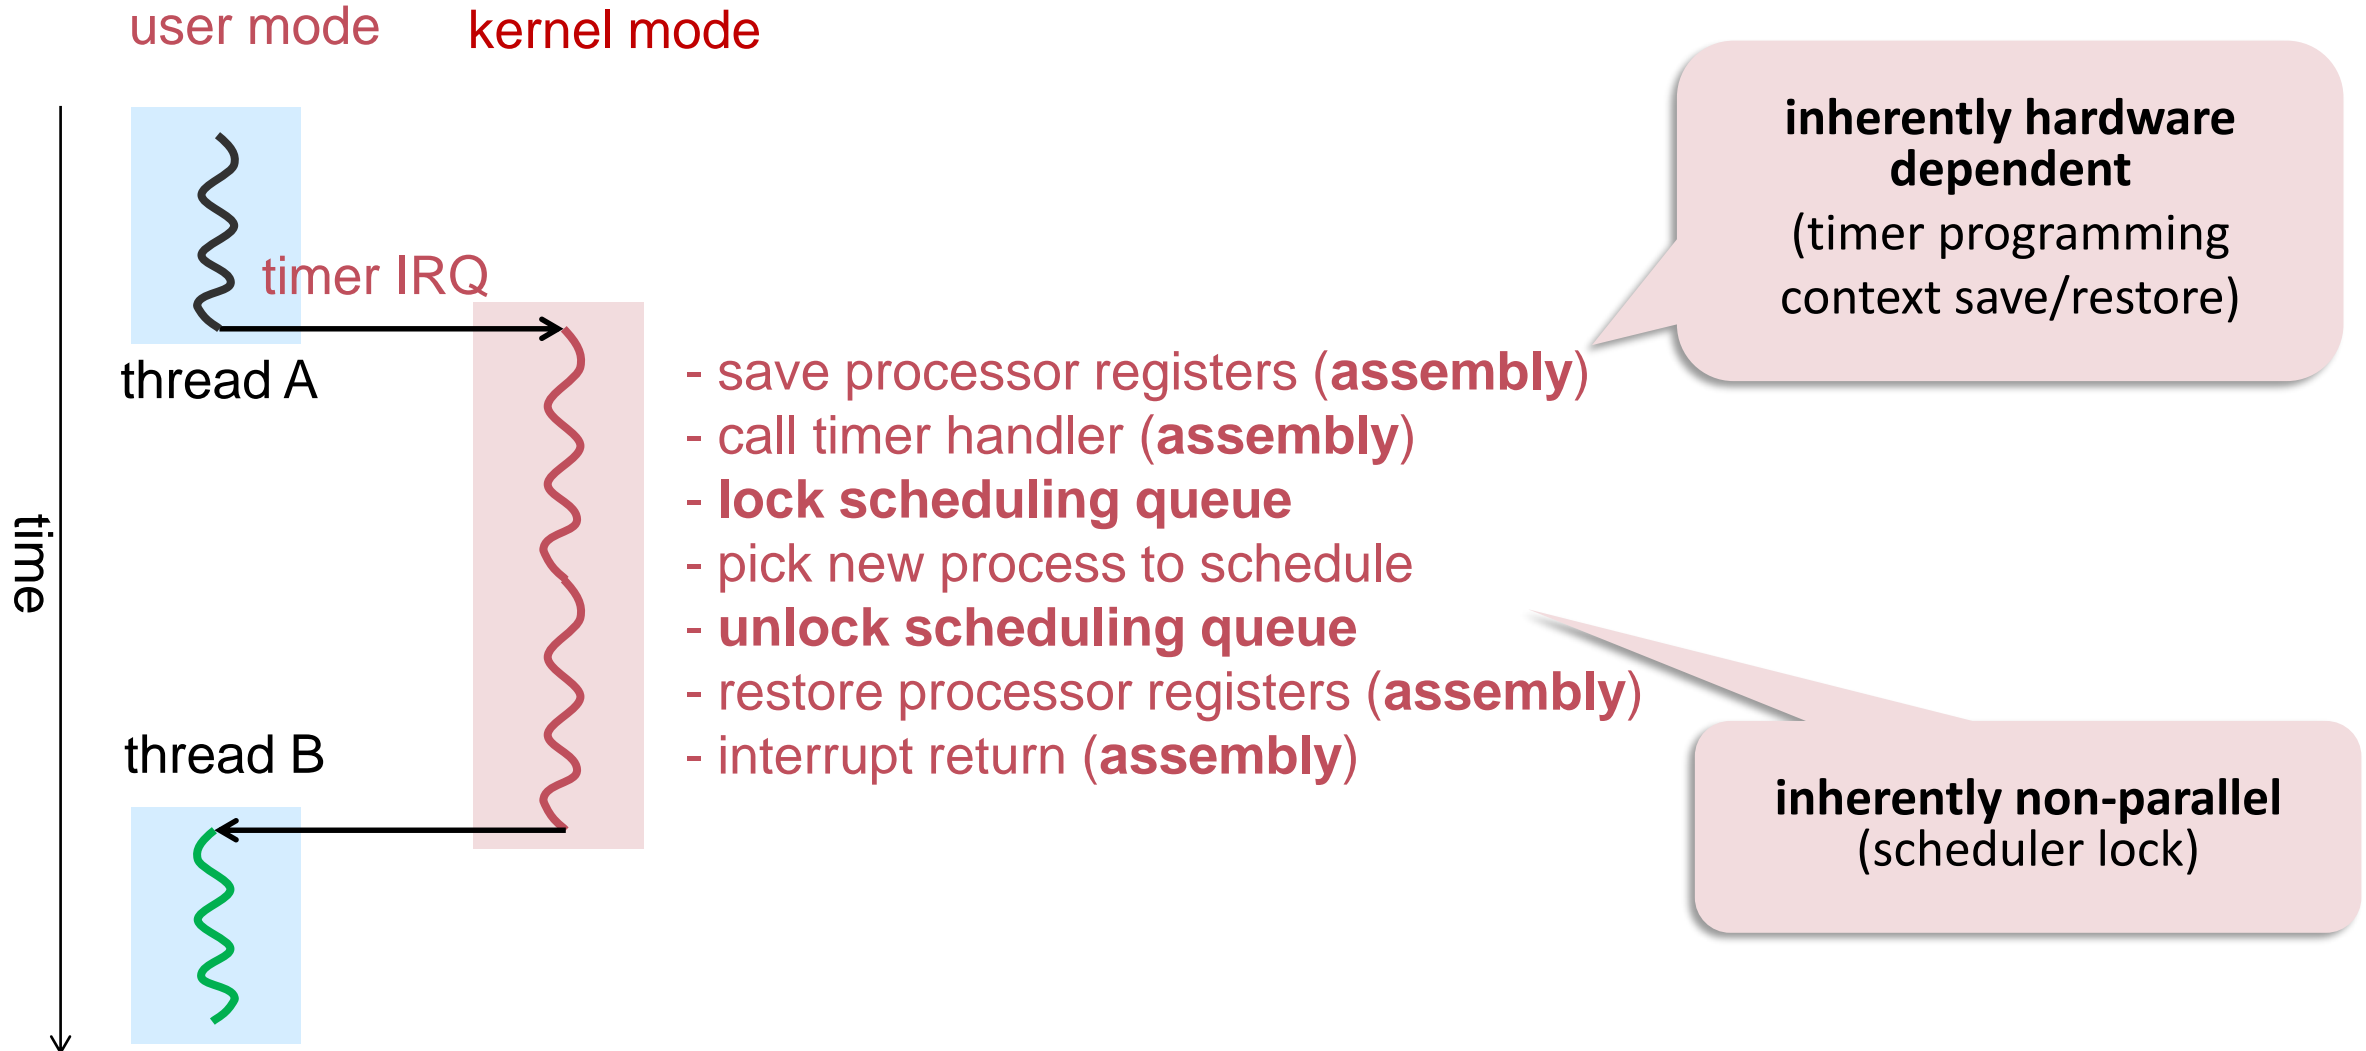 user mode
kernel mode
inherently hardware
dependent
(timer programming
context save/restore)
timer IRQ
thread A
- save processor registers (assembly)
- call timer handler (assembly)
- lock scheduling queue
- pick new process to schedule
- unlock scheduling queue
- restore processor registers (assembly)
- interrupt return (assembly)
time
thread B
inherently non-parallel
(scheduler lock)